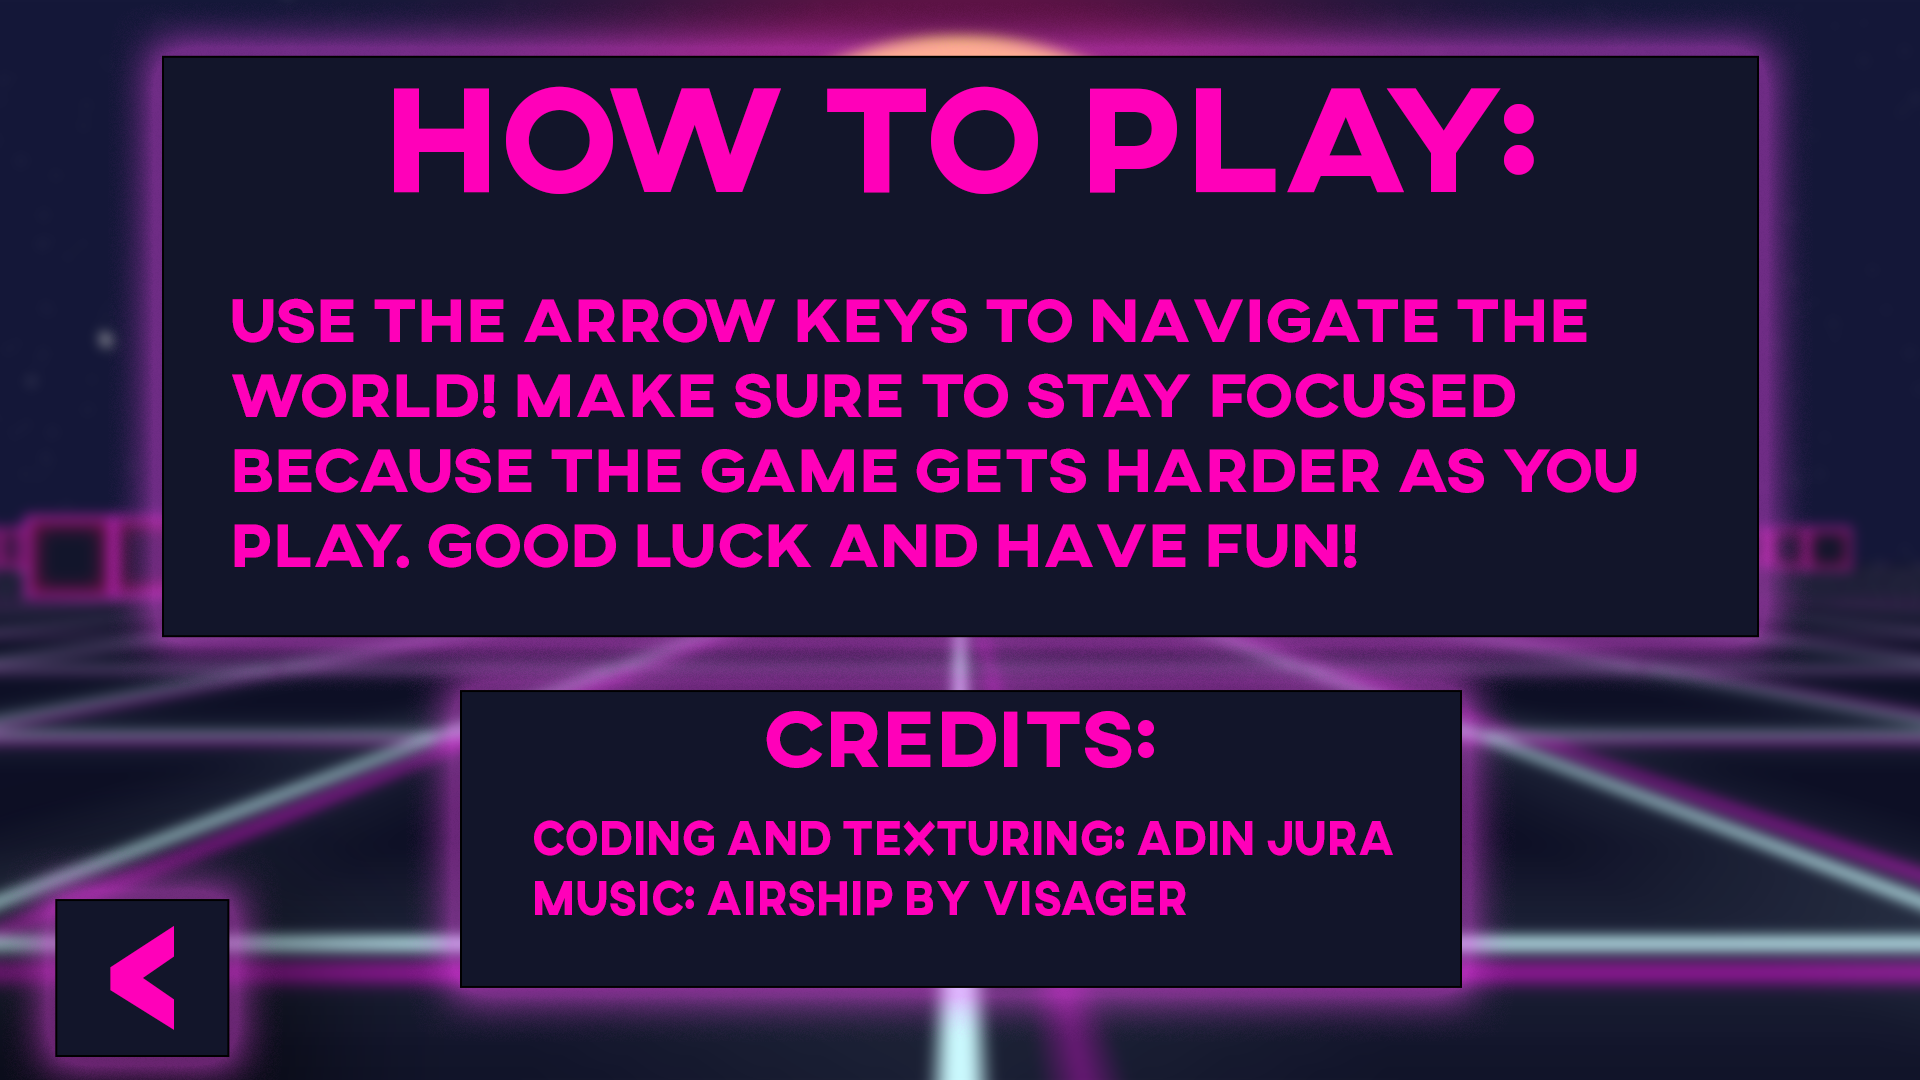 HOW TO PLAY:
USE THE ARROW KEYS TO NAVIGATE THE
WORLD! MAKE SURE TO STAY FOCUSED
BECAUSE THE GAME GETS HARDER AS YOU
PLAY. GOOD LUCK AND HAVE FUN!
CREDITS:
CODING AND TEXTURING: ADIN JURA
MUSIC: AIRSHIP BY VISAGER
<